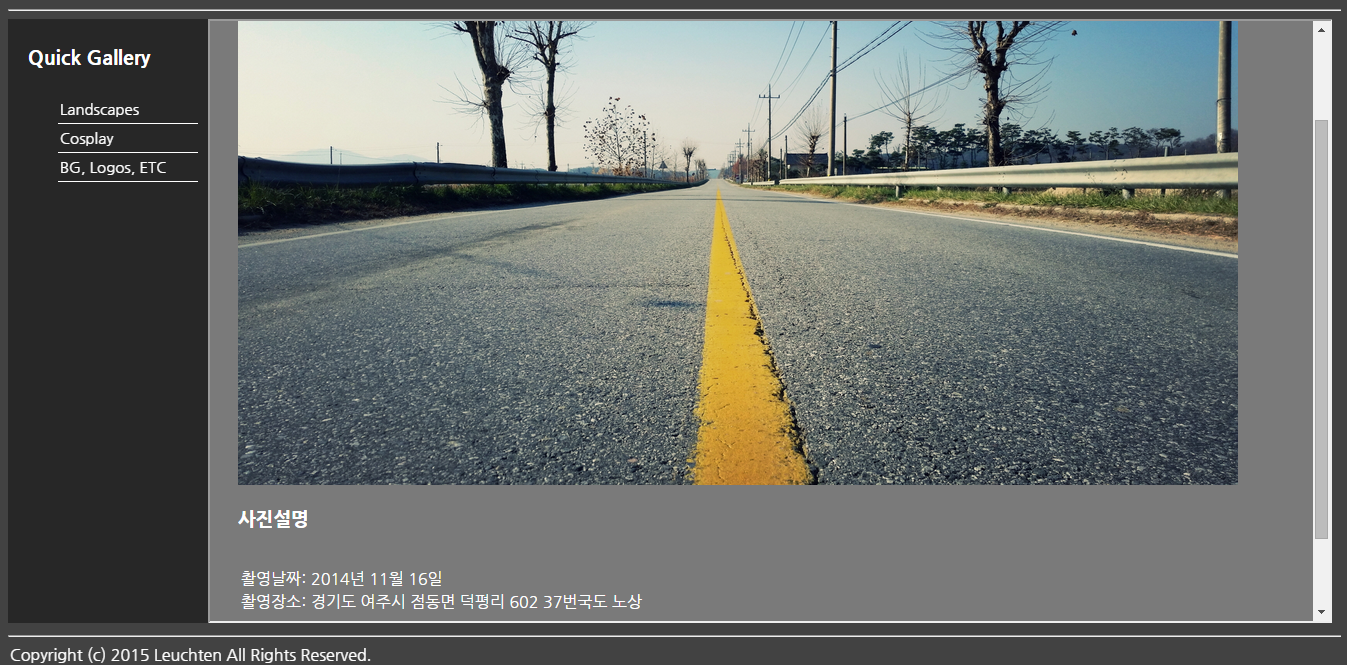 Quick Gallery
Landscapes
Cosplay
BG, Logos, ETC
사진설명
촬영날짜: 2014년 11월 16일
촬영장소: 경기도 여주시 점동면 덕평리 602 37번국도 노상
Copyright (c) 2015 Leuchten All Rights Reserved.